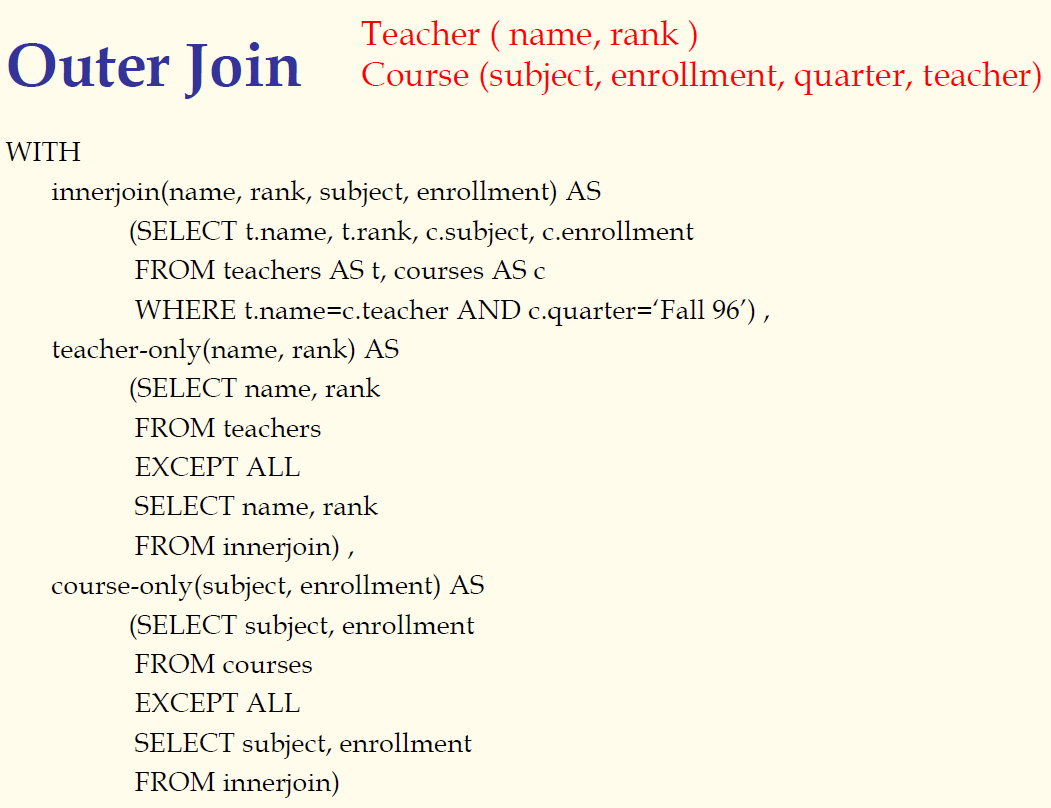 Outer Join
Teacher ( name, rank )
Course (subject, enrollment, quarter, teacher)
WITH
innerjoin(name, rank, subject, enrollment) AS
(SELECT t.name, t.rank, c.subject, c.enrollment
FROM teachers AS t, courses AS c
WHERE t.name=c.teacher AND c.quarter=‘Fall 96’) ,
teacher-only(name, rank) AS
(SELECT name, rank
FROM teachers
EXCEPT ALL
SELECT name, rank
FROM innerjoin) ,
course-only(subject, enrollment) AS
(SELECT subject, enrollment
FROM courses
EXCEPT ALL
SELECT subject, enrollment
FROM innerjoin)